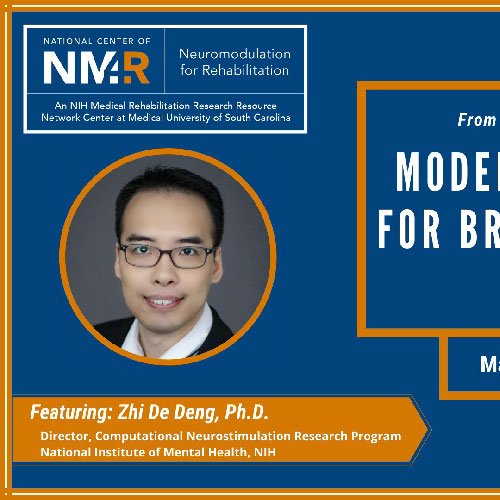 NATIONAL CENTER OF
NM4R
Neuromodulation
for Rehabilitation
An NIH Medical Rehabilitation Research Resource
Network Center at Medical University of South Carolina
From
MODE
FOR BR
Ma
Featuring: Zhi De Deng, Ph.D.
Director, Computational Neurostimulation Research Program
National Institute of Mental Health, NIH